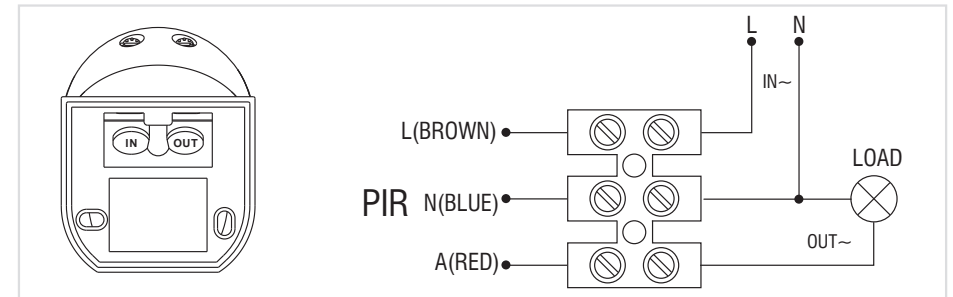 IN OUT
L N
IN~
L(BROWN)
LOAD
PIR N(BLUE)
OUT~
A(RED)